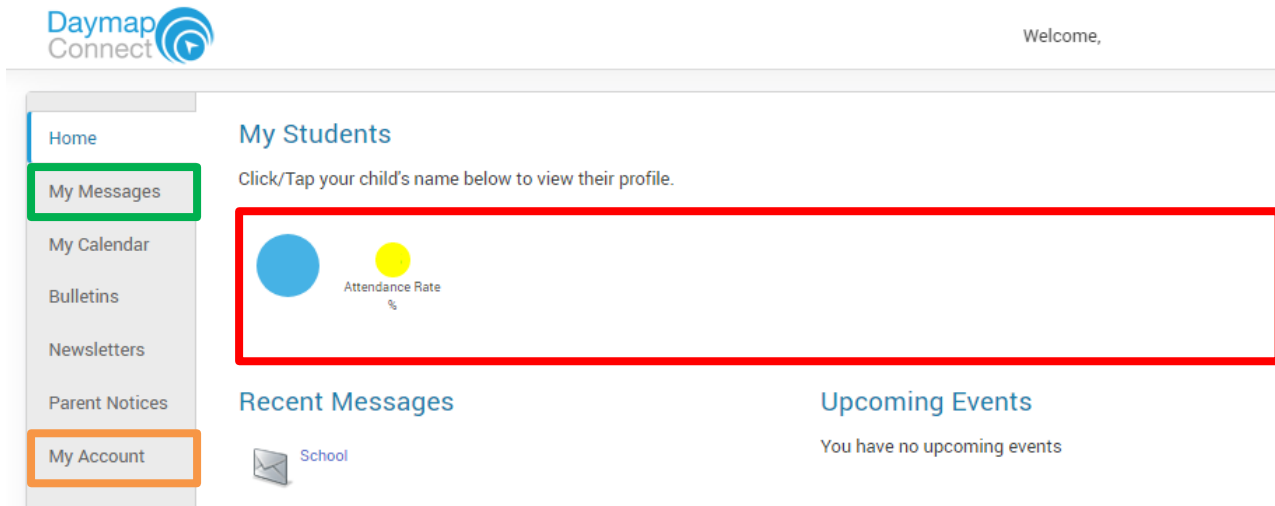 Daymap
Connect
Welcome,
Home
My Messages
My Calendar
Bulletins
Newsletters
Parent Notices
My Account
My Students
Click/Tap your child's name below to view their profile.
Attendance Rate
%
Recent Messages
School
Upcoming Events
You have no upcoming events